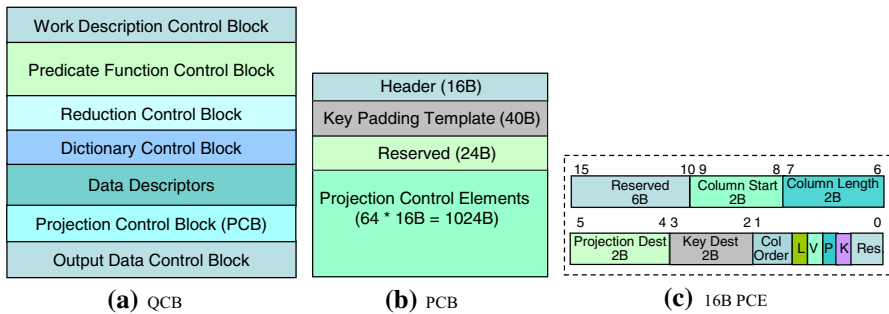 Work Description Control Block
Predicate Function Control Block
Reduction Control Block
Dictionary Control Block
Data Descriptors
Projection Control Block (PCB)
Output Data Control Block
(a) QCB
Header (16B)
Key Padding Template (40B)
Reserved (24B)
Projection Control Elements
(64 * 16B = 1024B)
(b) PCB
15 10 9 8 7 6
Reserved
6B
Column Start
2B
Column Length
2B
5 4 3 2 1 0
Projection Dest
2B
Key Dest
2B
Col
Order
L V P K Res.
(c) 16B PCE